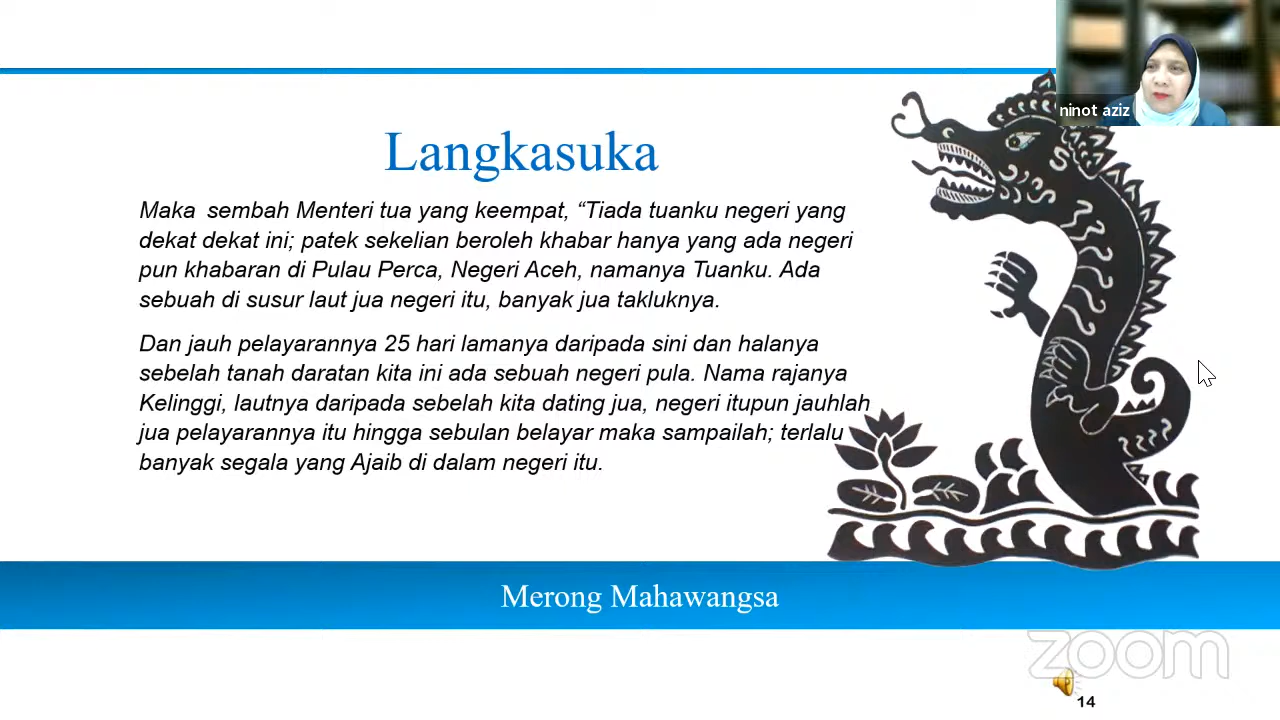 ninot aziz
Langkasuka
Maka  sembah Menteri tua yang keempat, “Tiada tuanku negeri yang
dekat dekat ini; patek sekelian beroleh khabar hanya yang ada negeri
pun khabaran di Pulau Perca, Negeri Aceh, namanya Tuanku. Ada
sebuah di susur laut jua negeri itu, banyak jua takluknya.
Dan jauh pelayarannya 25 hari lamanya daripada sini dan halanya
sebelah tanah daratan kita ini ada sebuah negeri pula. Nama rajanya
Kelinggi, lautnya daripada sebelah kita dating jua, negeri itupun jauhlah
jua pelayarannya itu hingga sebulan belayar maka sampailah; terlalu
banyak segala yang Ajaib di dalam negeri itu.
Merong Mahawangsa
zoom
14